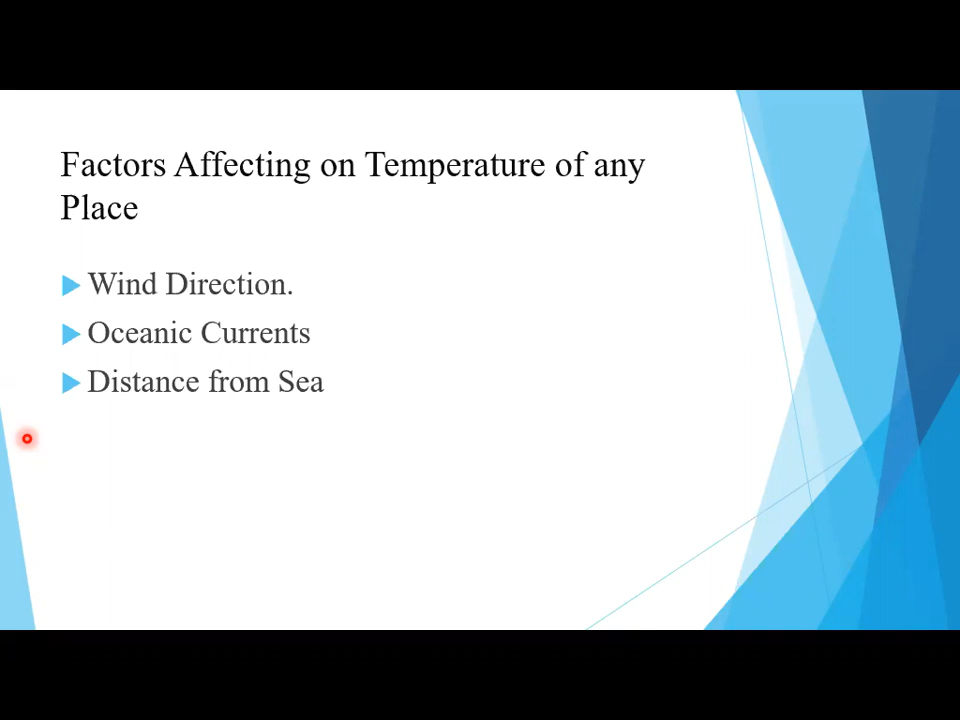 Factors Affecting on Temperature of any
Place
Wind Direction.
Oceanic Currents
Distance from Sea